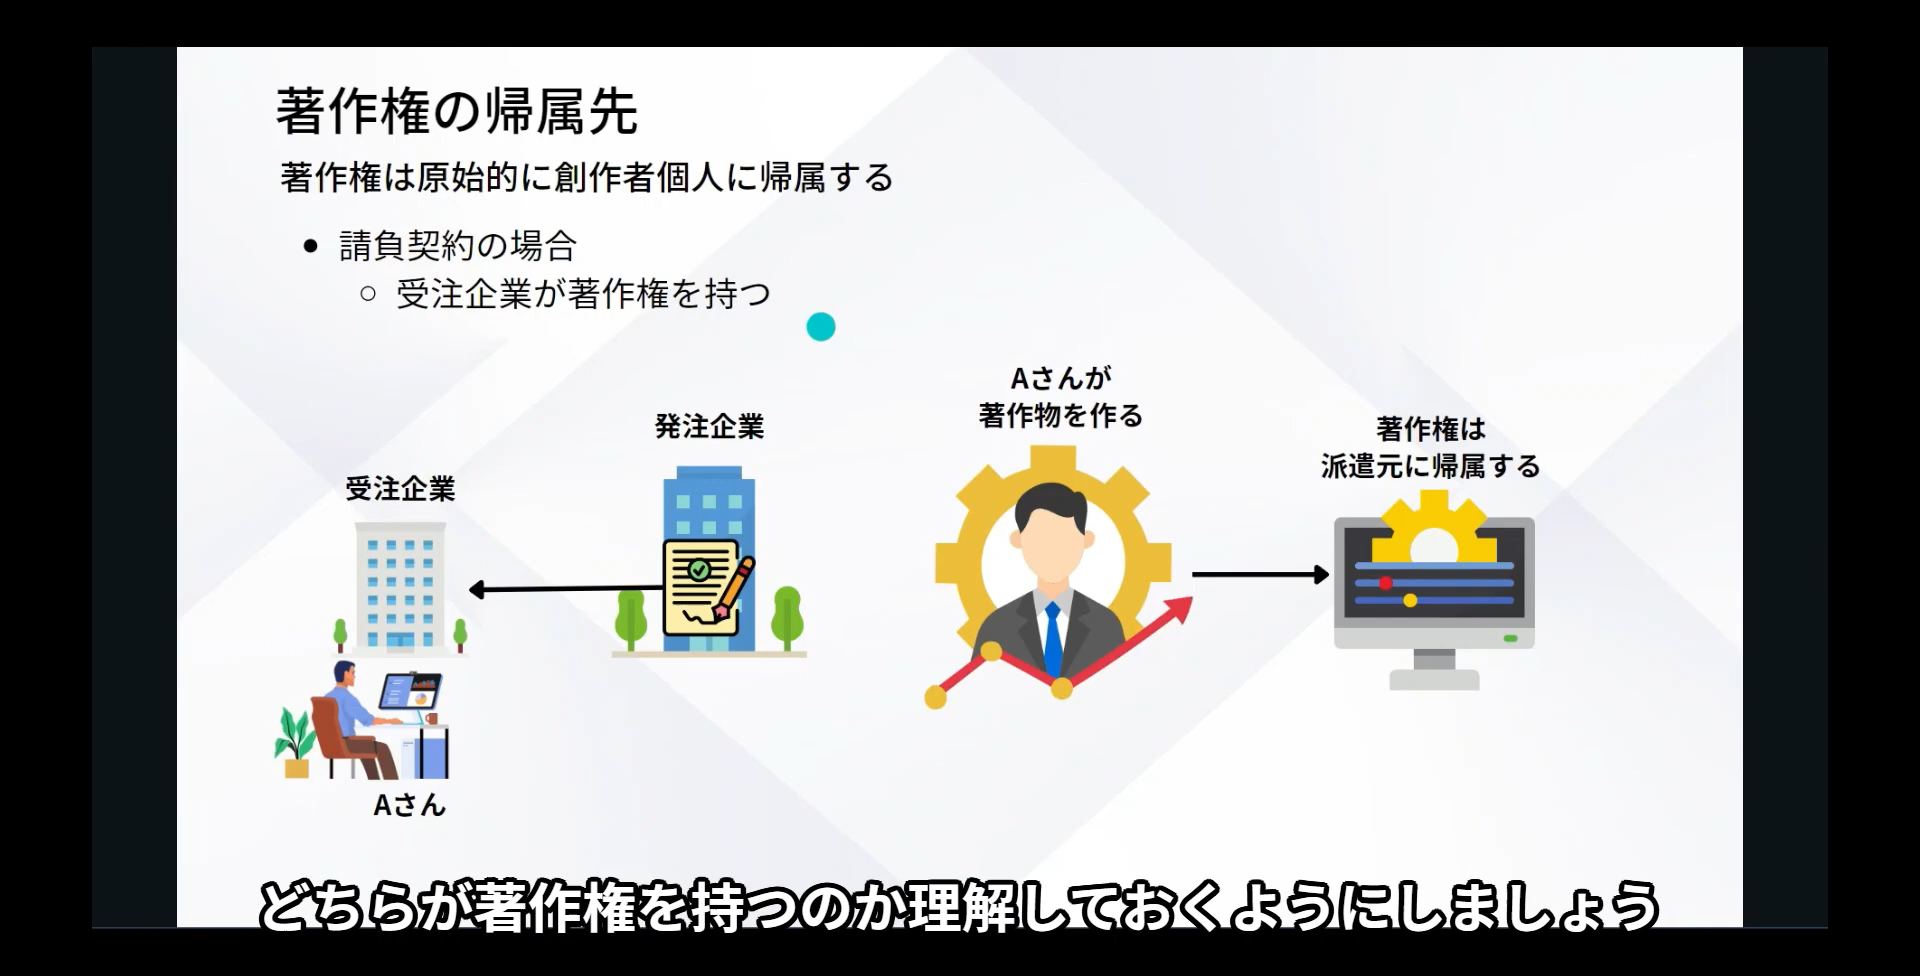 著作権の帰属先
著作権は原始的に創作者個人に帰属する
• 請負契約の場合
○ 受注企業が著作権を持つ
Aさんが
著作物を作る
発注企業
著作権は
派遣元に帰属する
受注企業
Aさん
どちらが著作権を持つのか理解しておくようにしましょう